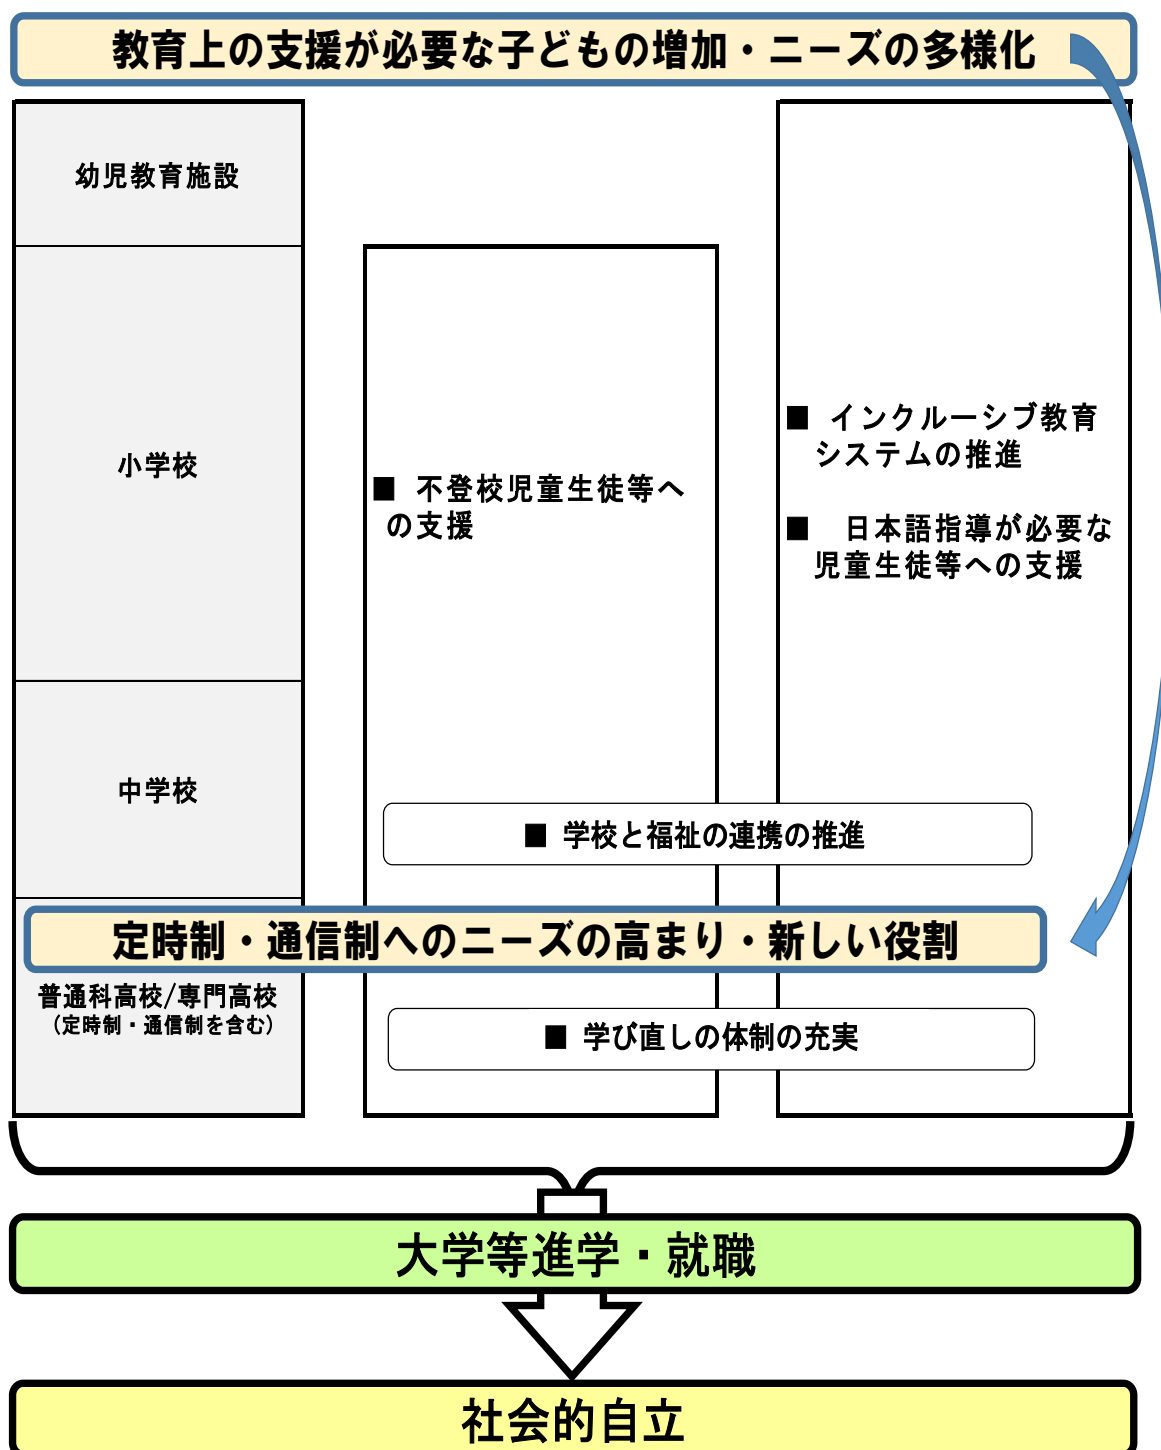 教育上の支援が必要な子どもの増加・ニーズの多様化
幼児教育施設
小学校
中学校
普通科高校/専門高校
（定時制・通信制を含む）
■ 不登校児童生徒等へ
の支援
■ インクルーシブ教育
システムの推進
■ 日本語指導が必要な
児童生徒等への支援
■ 学校と福祉の連携の推進
定時制・通信制へのニーズの高まり・新しい役割
■ 学び直しの体制の充実
大学等進学・就職
社会的自立